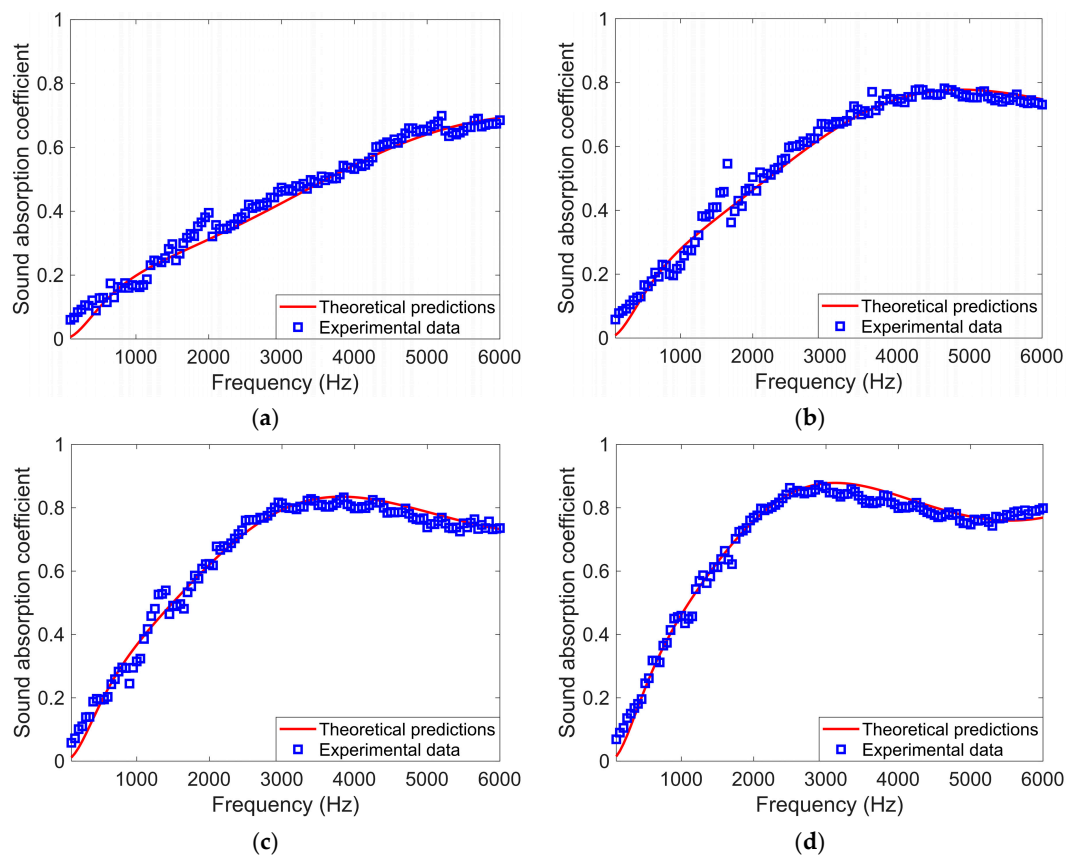 1
0.8
0.6
0.4
0.2
0
Sound absorption coefficient
1000 2000 3000 4000 5000 6000
Frequency (Hz)
Theoretical predictions
Experimental data
(a)
1
0.8
0.6
0.4
0.2
0
Sound absorption coefficient
1000 2000 3000 4000 5000 6000
Frequency (Hz)
Theoretical predictions
Experimental data
(b)
1
0.8
0.6
0.4
0.2
0
Sound absorption coefficient
1000 2000 3000 4000 5000 6000
Frequency (Hz)
Theoretical predictions
Experimental data
(c)
1
0.8
0.6
0.4
0.2
0
Sound absorption coefficient
1000 2000 3000 4000 5000 6000
Frequency (Hz)
Theoretical predictions
Experimental data
(d)